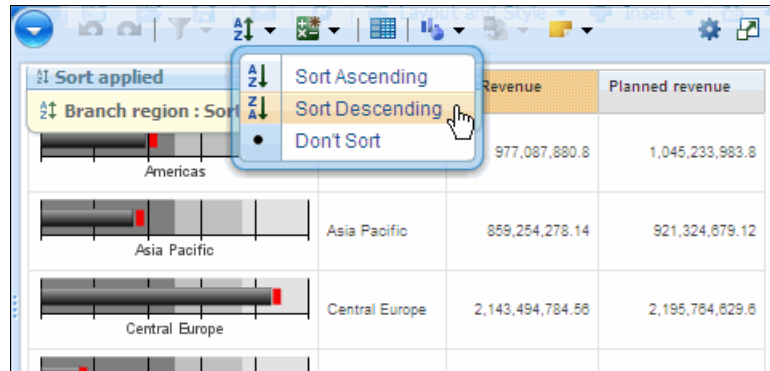 Layout and Style Insert
Sort applied
Branch region : Sor
Sort Ascending
Sort Descending
Don't Sort
Revenue
Planned revenue
Americas
977,087,880.8
1,045,233,983.8
Asia Pacific
Asia Pacific
859,254,278.14
921,324,679.12
Central Europe
Central Europe
2,143,494,784.56
2,195,764,629.6